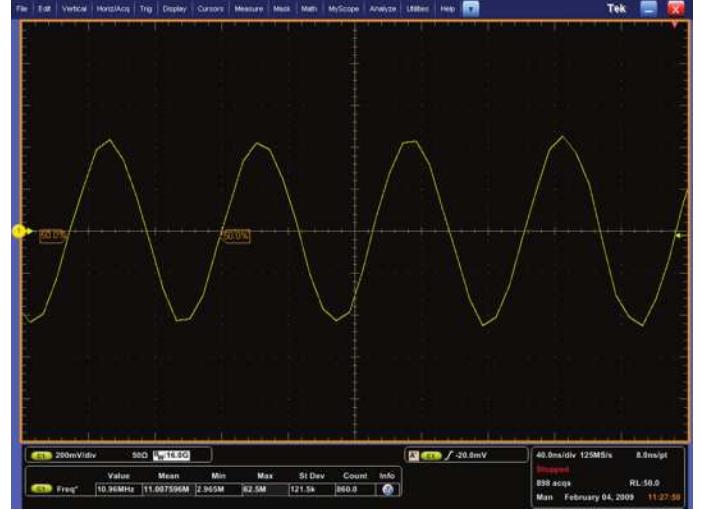 File Edit Vertical Horiz/Acq Trig Display Cursors Measure Mask Math MyScope Analyze Utilities Help Tek
1
50.0% 50.0%
C1 200mV/div 50Ω BW:16.0G
A' C1 -20.0mV
40.0ns/div 125MS/s 8.0ns/pt
Stopped
898 acqs RL:50.0
Man February 04, 2009 11:27:50
Value Mean Min Max St Dev Count Info
C1 Freq* 10.96MHz 11.007596M 2.965M 62.5M 121.5k 860.0